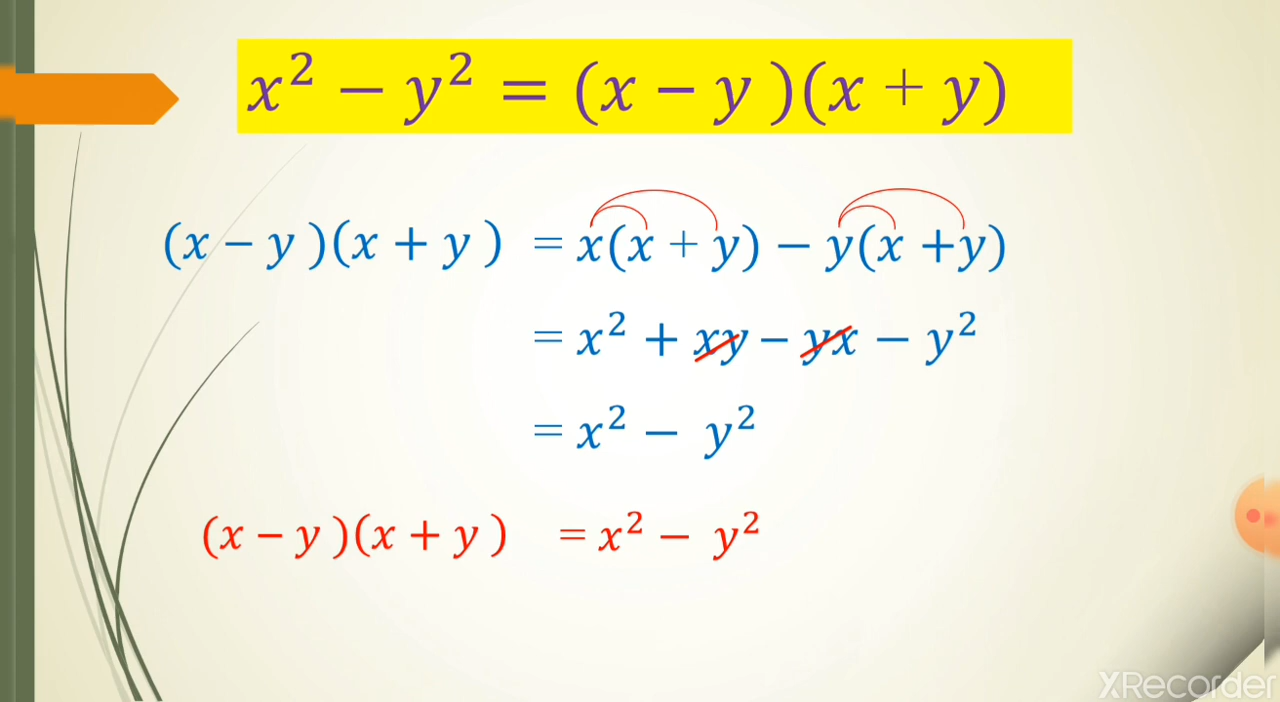 x² − y² = (x − y )(x + y)
(x − y )(x + y ) = x(x + y) − y(x +y)
= x² + xy − yx − y²
= x² − y²
(x − y )(x + y ) = x² − y²
XRecorder